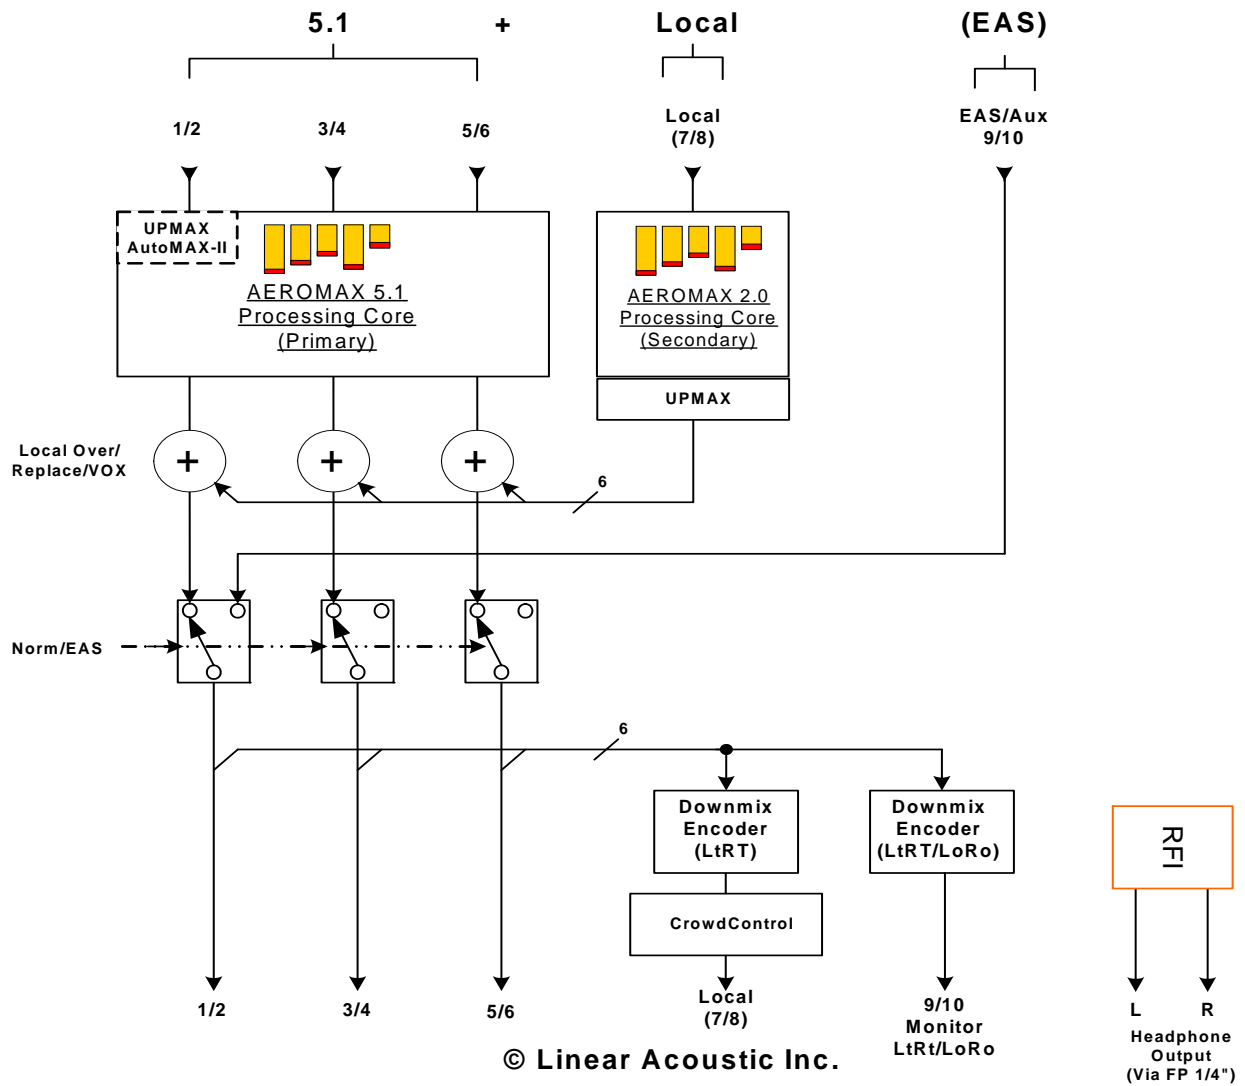 5.1 + Local (EAS)
1/2 3/4 5/6
Local
(7/8)
EAS/Aux
9/10
UPMAX
AutoMAX-II
AEROMAX 5.1
Processing Core
(Primary)
AEROMAX 2.0
Processing Core
(Secondary)
UPMAX
Local Over/
Replace/VOX
+ + +
6
Norm/EAS
6
Downmix
Encoder
(LtRT)
Downmix
Encoder
(LtRT/LoRo)
RFI
CrowdControl
1/2 3/4 5/6
Local
(7/8)
9/10
Monitor
LtRt/LoRo
L R
Headphone
Output
(Via FP 1/4")
© Linear Acoustic Inc.